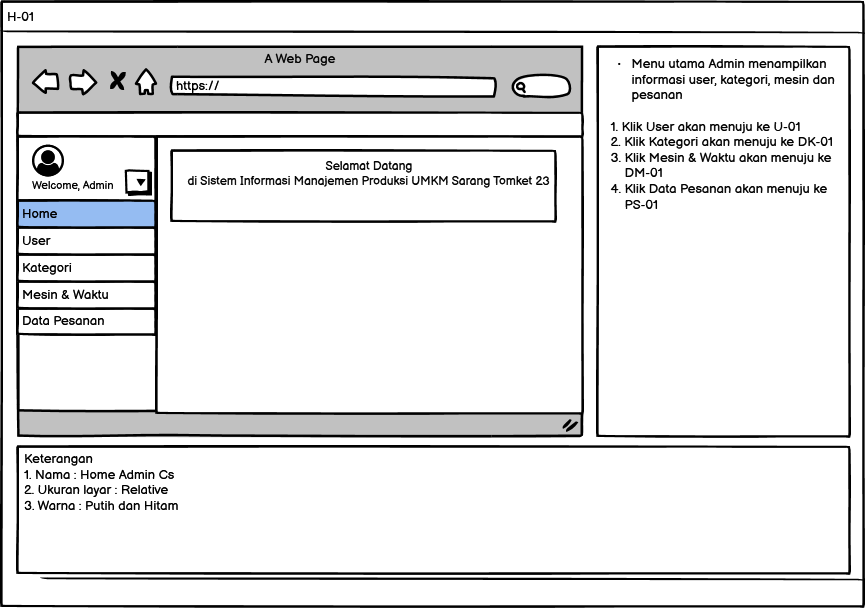 H-01
A Web Page
https://
Welcome, Admin
Home
User
Kategori
Mesin & Waktu
Data Pesanan
Selamat Datang
di Sistem Informasi Manajemen Produksi UMKM Sarang Tomket 23
• Menu utama Admin menampilkan
informasi user, kategori, mesin dan
pesanan
1. Klik User akan menuju ke U-01
2. Klik Kategori akan menuju ke DK-01
3. Klik Mesin & Waktu akan menuju ke
DM-01
4. Klik Data Pesanan akan menuju ke
PS-01
Keterangan
1. Nama : Home Admin Cs
2. Ukuran layar : Relative
3. Warna : Putih dan Hitam